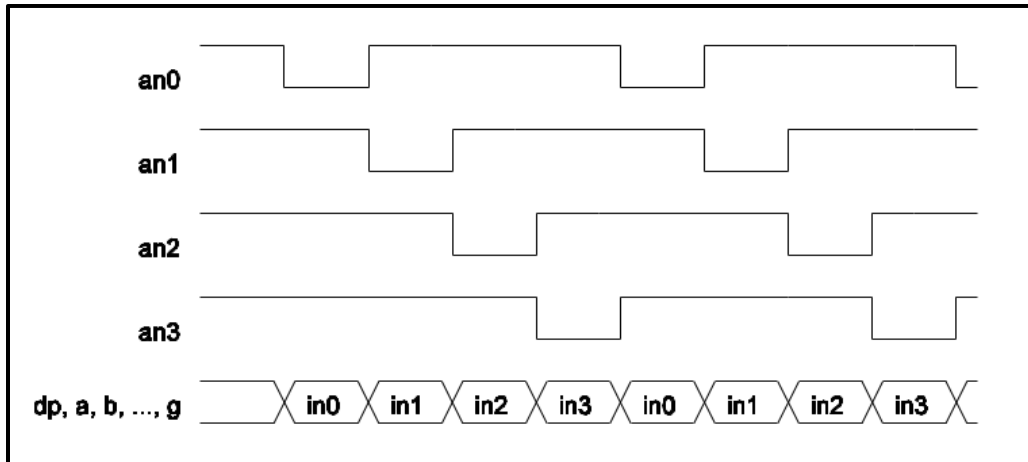 an0
an1
an2
an3
dp, a, b, ..., g in0 in1 in2 in3 in0 in1 in2 in3